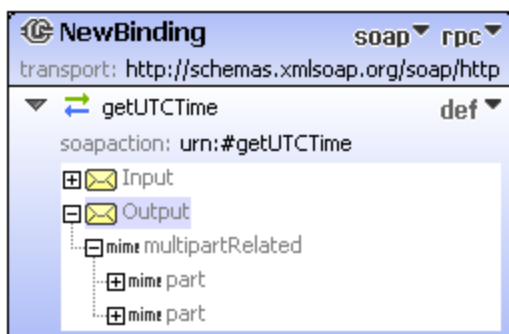 NewBinding soap rpc
transport: http://schemas.xmlsoap.org/soap/http
getUTCTime def
soapaction: urn:#getUTCTime
Input
Output
mime multipartRelated
mime part
mime part